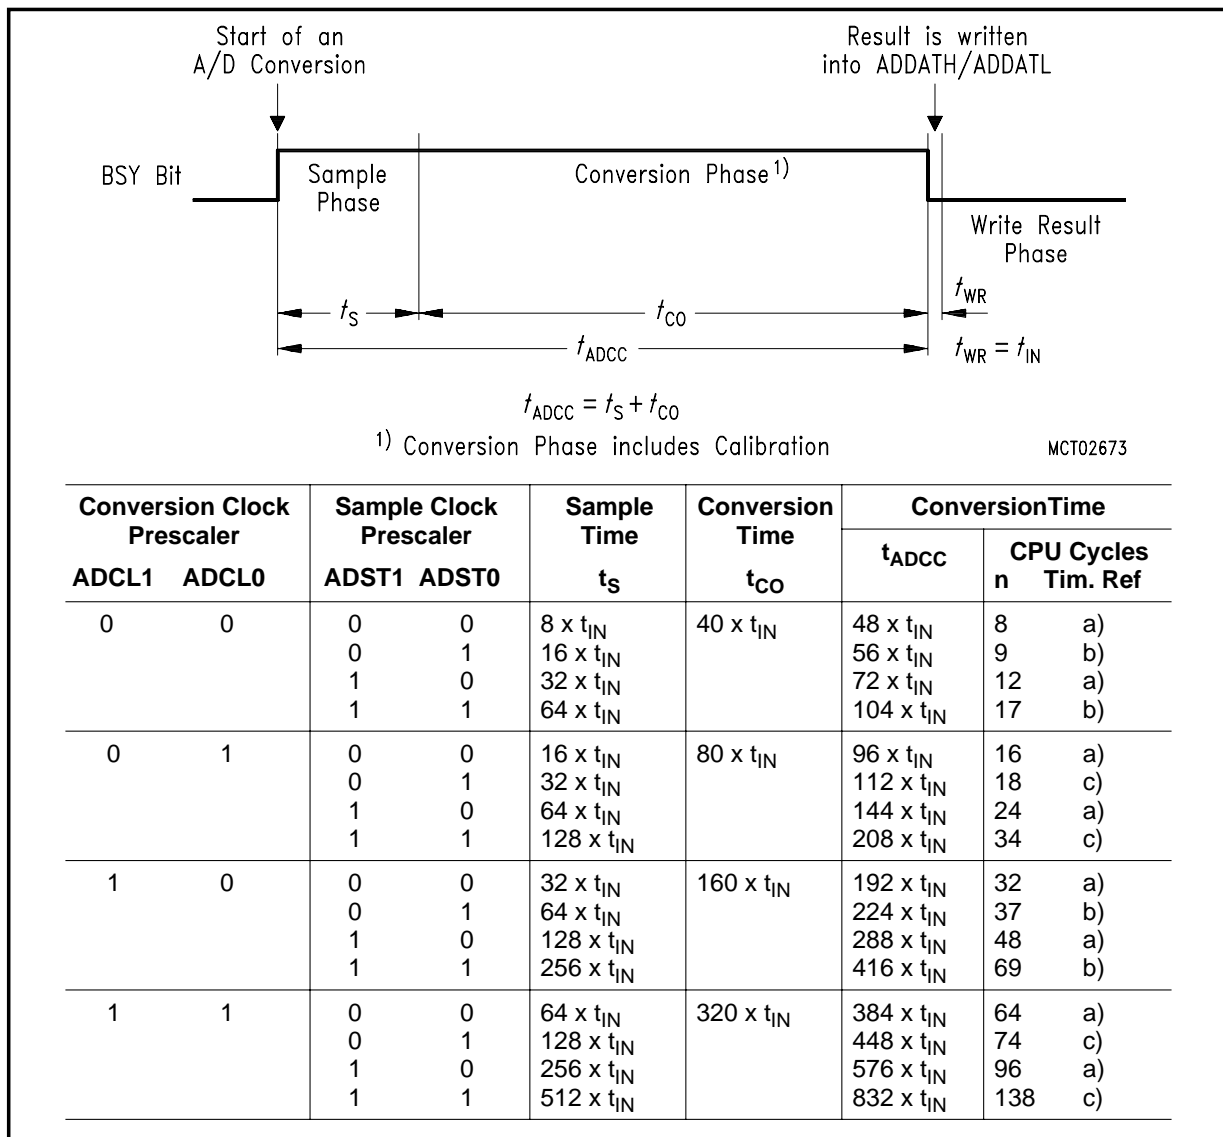 Start of an
A/D Conversion
Result is written
into ADDATH/ADDATL
BSY Bit
Sample
Phase
Conversion Phase 1)
Write Result
Phase
tS
tCO
tWR
tADCC
tWR = tIN
tADCC = tS + tCO
1) Conversion Phase includes Calibration
MCT02673
Conversion Clock Prescaler Sample Clock Prescaler Sample Time Conversion Time ConversionTime
ADCL1 ADCL0 ADST1 ADST0 tS tCO tADCC CPU Cycles
n Tim. Ref
0 0 0 0 8 x tIN 40 x tIN 48 x tIN 8 a)
0 1 16 x tIN 56 x tIN 9 b)
1 0 32 x tIN 72 x tIN 12 a)
1 1 64 x tIN 104 x tIN 17 b)
0 1 0 0 16 x tIN 80 x tIN 96 x tIN 16 a)
0 1 32 x tIN 112 x tIN 18 c)
1 0 64 x tIN 144 x tIN 24 a)
1 1 128 x tIN 208 x tIN 34 c)
1 0 0 0 32 x tIN 160 x tIN 192 x tIN 32 a)
0 1 64 x tIN 224 x tIN 37 b)
1 0 128 x tIN 288 x tIN 48 a)
1 1 256 x tIN 416 x tIN 69 b)
1 1 0 0 64 x tIN 320 x tIN 384 x tIN 64 a)
0 1 128 x tIN 448 x tIN 74 c)
1 0 256 x tIN 576 x tIN 96 a)
1 1 512 x tIN 832 x tIN 138 c)